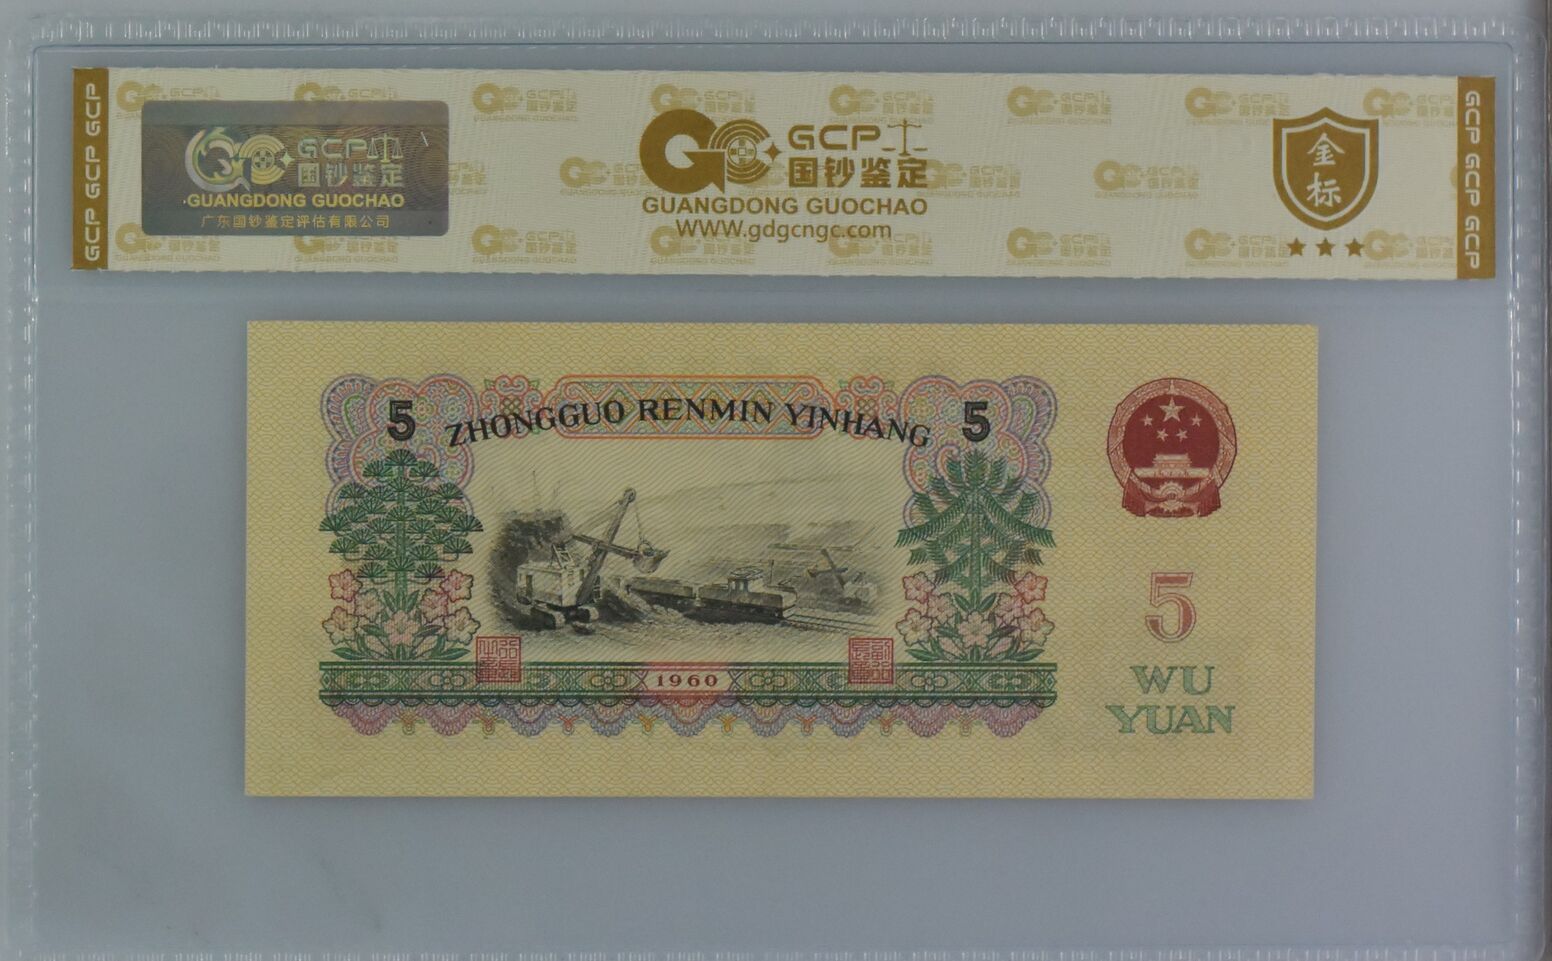 GCP GCP GCP
GCP
国钞鉴定
GUANGDONG GUOCHAO
广东国钞鉴定评估有限公司
GCP
国钞鉴定
GUANGDONG GUOCHAO
WWW.gdgcngc.com
金标
GCP GCP GCP
5 ZHONGGUO RENMIN YINHANG 5
1960
5
WU
YUAN